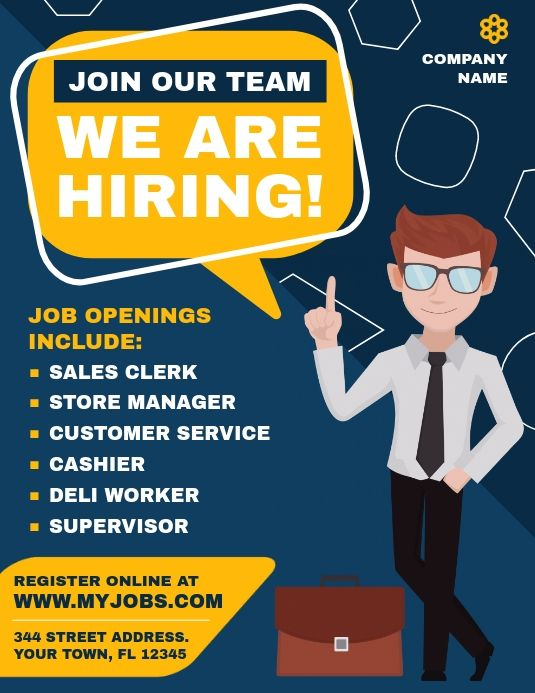 JOIN OUR TEAM
WE ARE
HIRING!
COMPANY
NAME
JOB OPENINGS
INCLUDE:
SALES CLERK
STORE MANAGER
CUSTOMER SERVICE
CASHIER
DELI WORKER
SUPERVISOR
REGISTER ONLINE AT
WWW.MYJOBS.COM
344 STREET ADDRESS.
YOUR TOWN, FL 12345